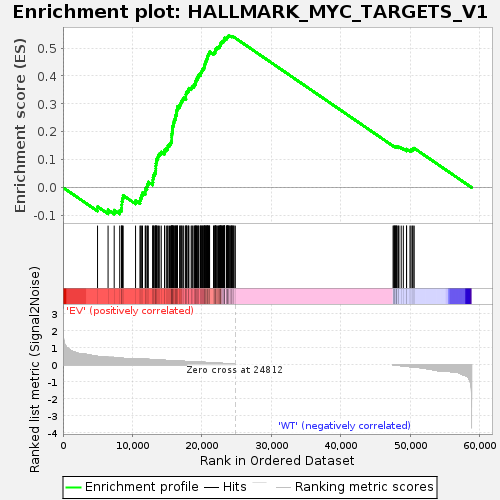 Enrichment plot: HALLMARK_MYC_TARGETS_V1
Enrichment score (ES)
0.5
0.4
0.3
0.2
0.1
0.0
-0.1
'EV' (positively correlated)
Ranked list metric (Signal2Noise)
3
2
1
0
-1
-2
-3
-4
Zero cross at 24812
'WT' (negatively correlated)
0 10,000 20,000 30,000 40,000 50,000 60,000
Rank in Ordered Dataset
Enrichment profile Hits Ranking metric scores